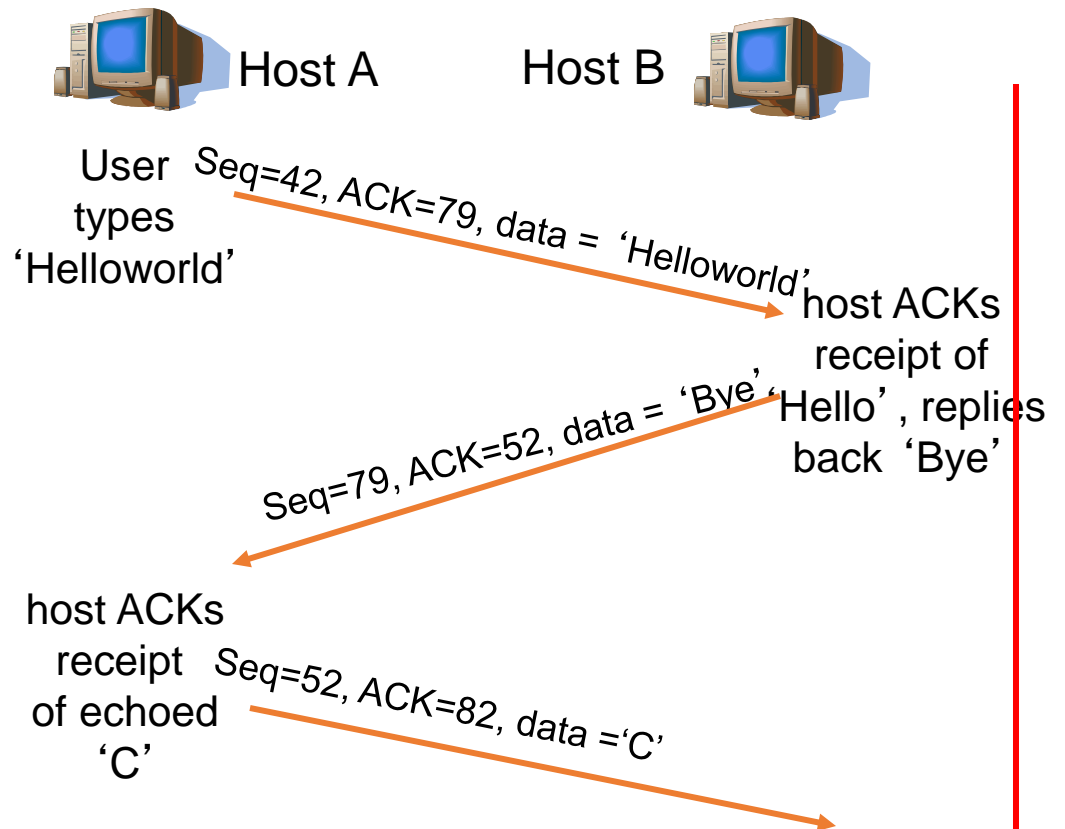 Host A
Host B
User
types
‘Helloworld’
Seq=42, ACK=79, data = ‘Helloworld’
host ACKs
receipt of
‘Hello’ , replies
back ‘Bye’
Seq=79, ACK=52, data = ‘Bye’
host ACKs
receipt
of echoed
‘C’
Seq=52, ACK=82, data =‘C’